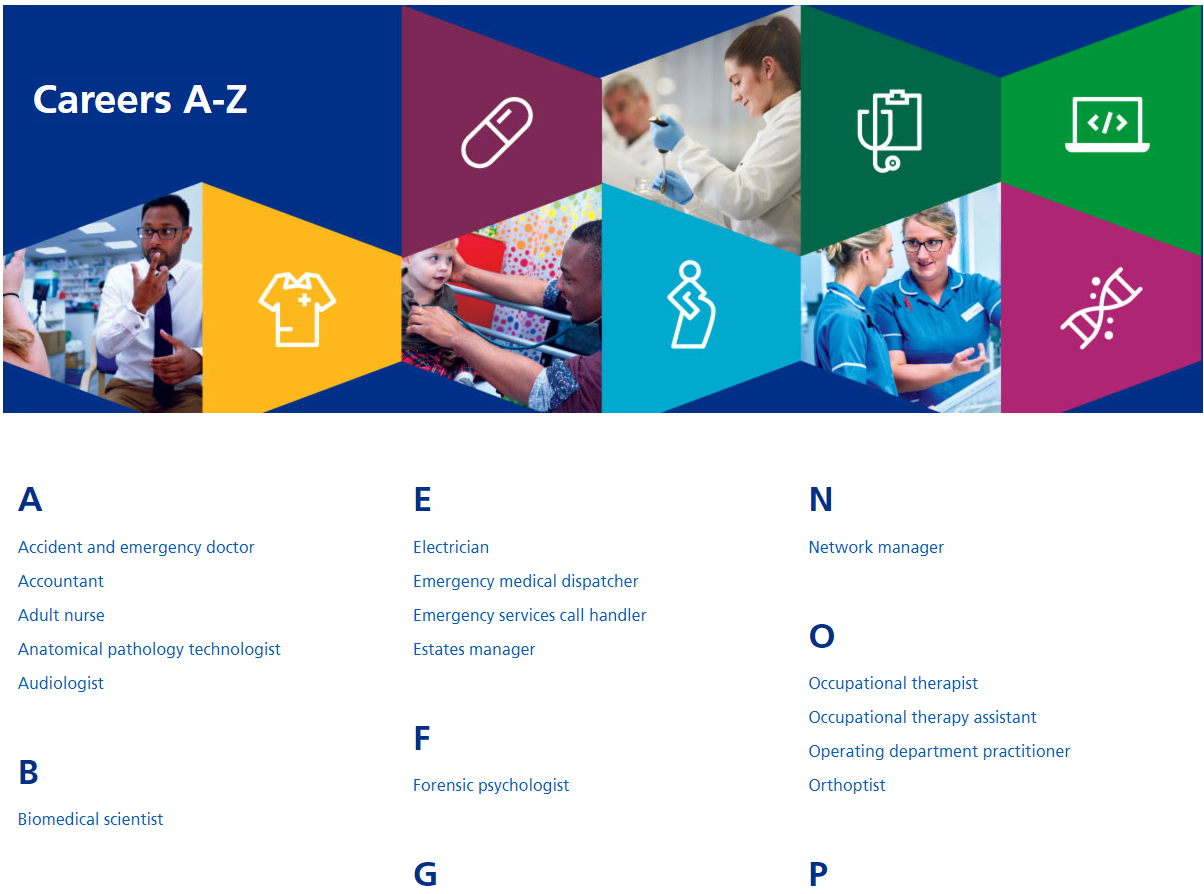 Careers A-Z
</>
A
Accident and emergency doctor
Accountant
Adult nurse
Anatomical pathology technologist
Audiologist
B
Biomedical scientist
E
Electrician
Emergency medical dispatcher
Emergency services call handler
Estates manager
F
Forensic psychologist
G
N
Network manager
O
Occupational therapist
Occupational therapy assistant
Operating department practitioner
Orthoptist
P